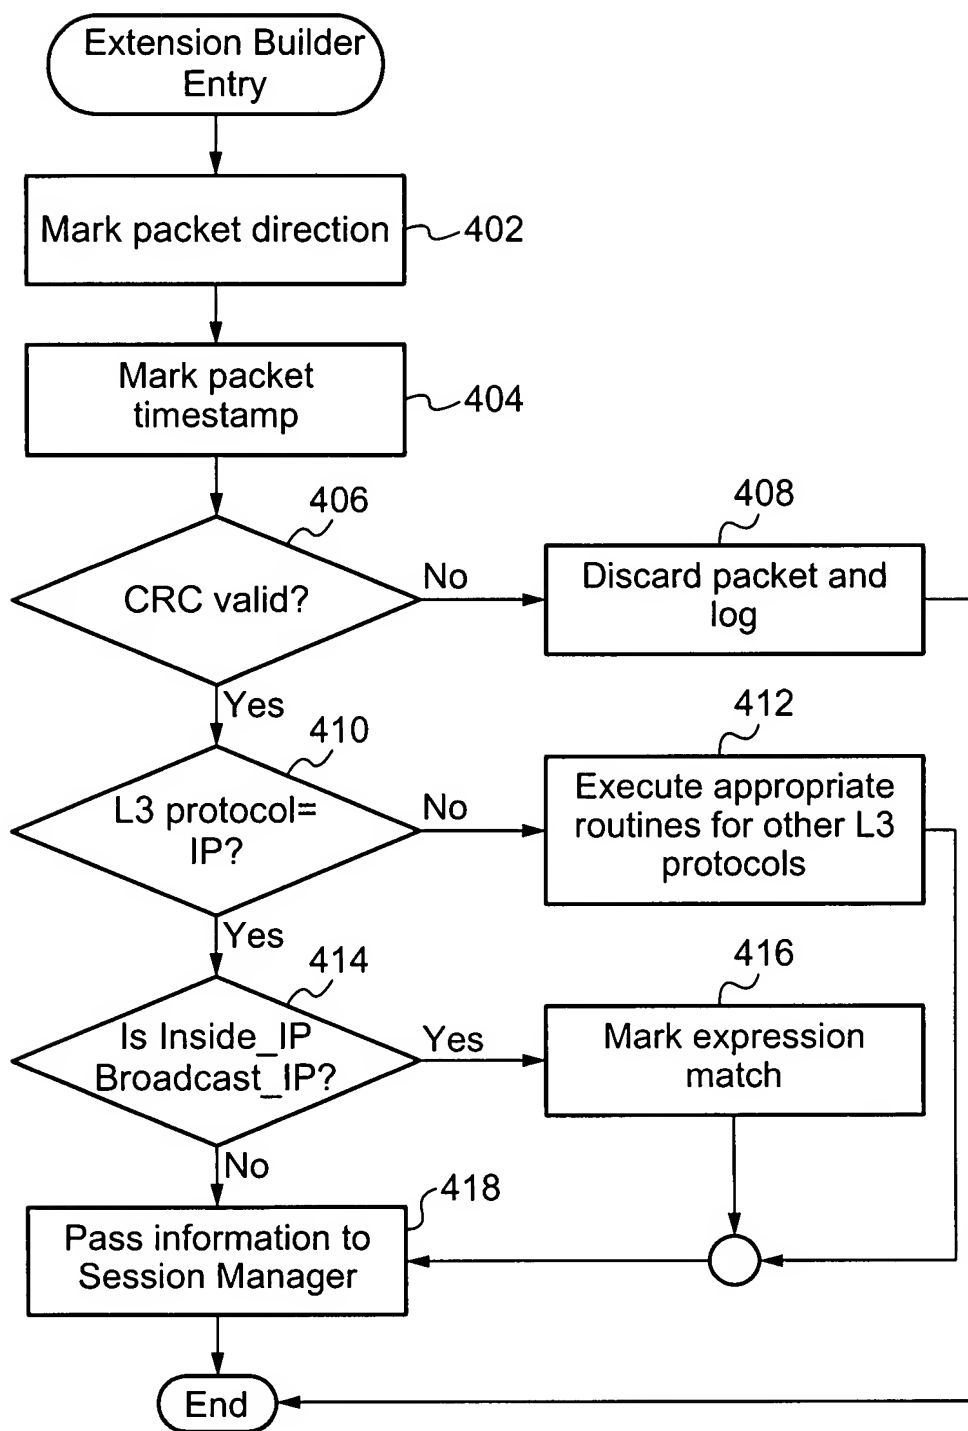 Extension Builder
Entry
Mark packet direction
402
Mark packet
timestamp
404
406
CRC valid?
No
408
Discard packet and
log
Yes
410
L3 protocol=
IP?
No
412
Execute appropriate
routines for other L3
protocols
Yes
414
Is Inside_IP
Broadcast_IP?
Yes
416
Mark expression
match
No
418
Pass information to
Session Manager
End